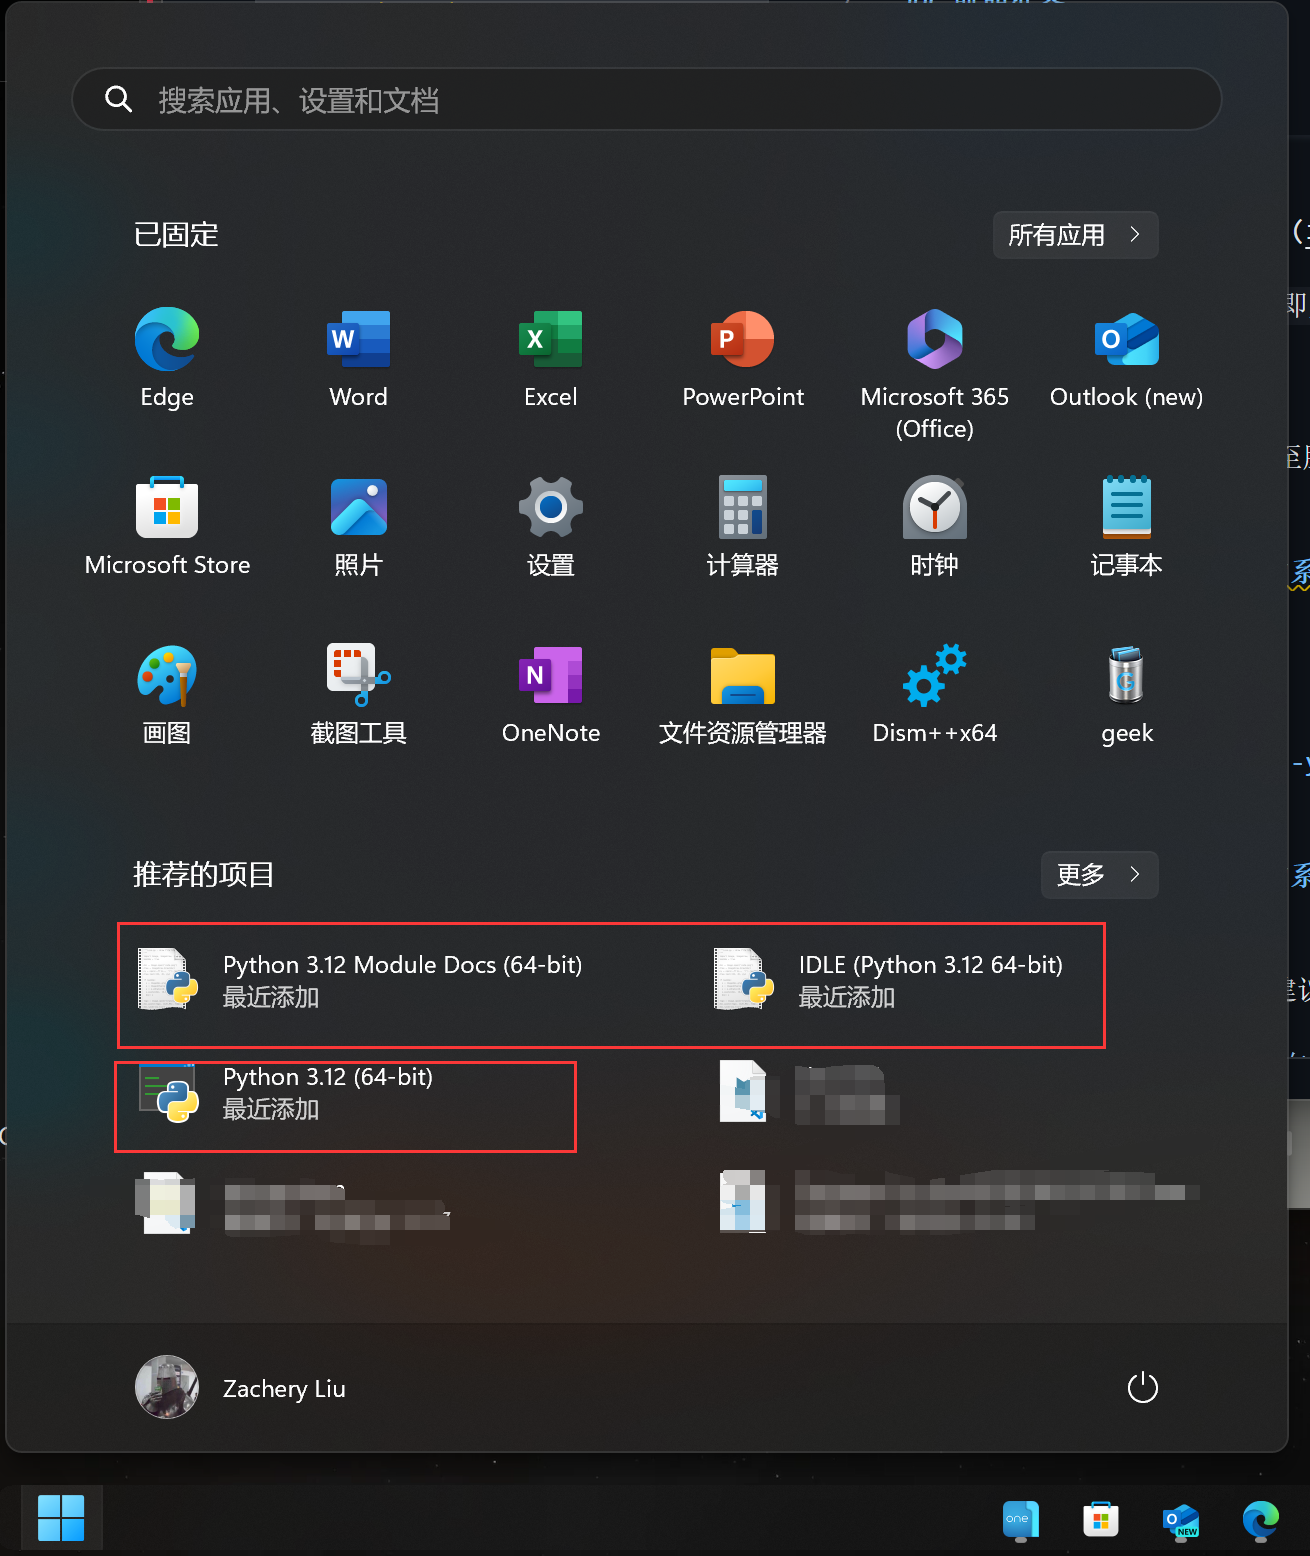 搜索应用、设置和文档
已固定
所有应用
Edge
Word
Excel
PowerPoint
Microsoft 365
(Office)
Outlook (new)
Microsoft Store
照片
设置
计算器
时钟
记事本
画图
截图工具
OneNote
文件资源管理器
Dism++x64
geek
推荐的项目
更多
Python 3.12 Module Docs (64-bit)
最近添加
IDLE (Python 3.12 64-bit)
最近添加
Python 3.12 (64-bit)
最近添加
Zachery Liu
one
NEW